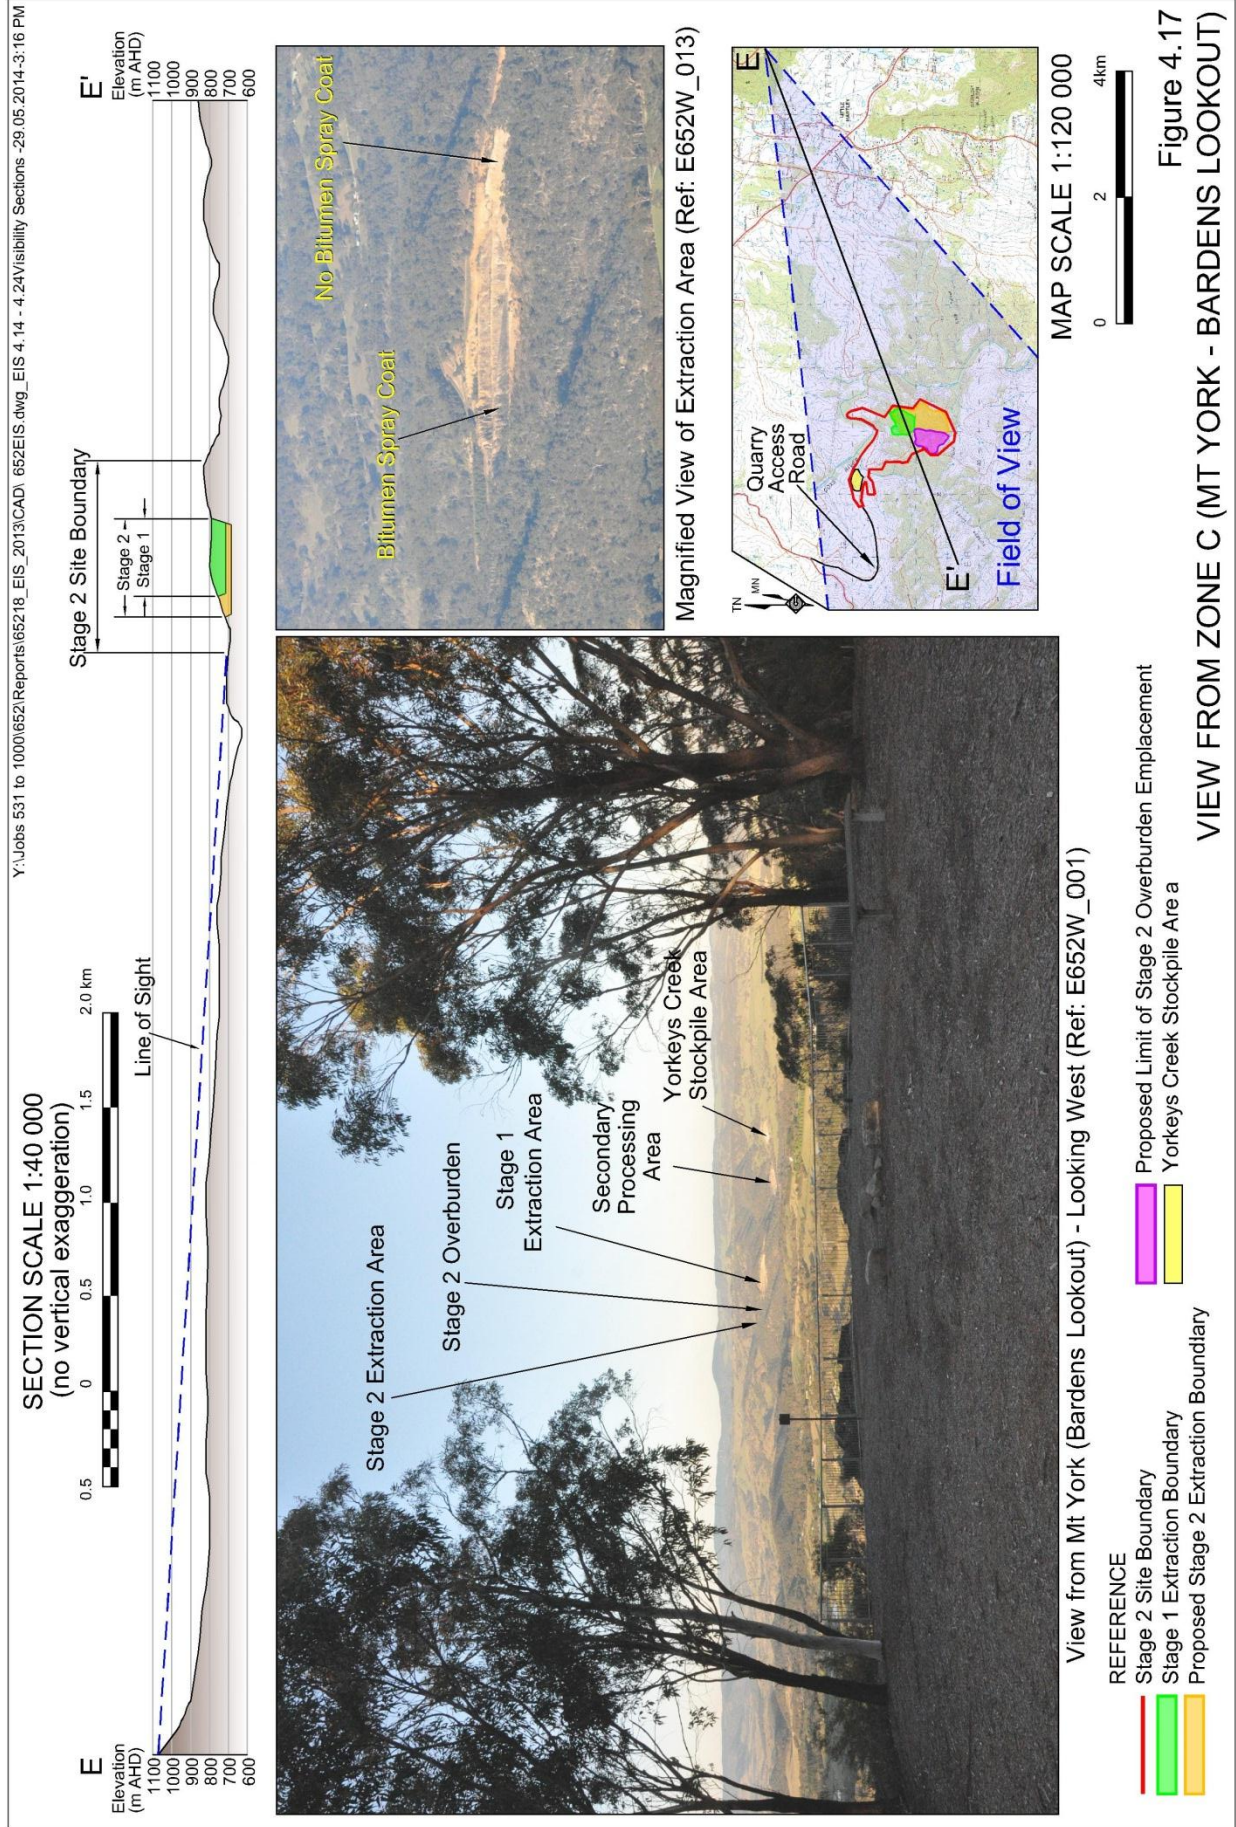 Y:\Jobs 531 to 1000\652\Reports\65218_EIS_2013\CAD\ 652EIS.dwg_EIS 4.14 - 4.24Visibility Sections -29.05.2014-3:16 PM
SECTION SCALE 1:40 000
(no vertical exaggeration)
0.5 0 0.5 1.0 1.5 2.0 km
E
Elevation
(m AHD)
1100
1000
900
800
700
600
Line of Sight
Stage 2 Site Boundary
Stage 2
Stage 1
E'
Elevation
(m AHD)
1100
1000
900
800
700
600
Stage 2 Extraction Area
Stage 2 Overburden
Stage 1
Extraction Area
Secondary
Processing
Area
Yorkeys Creek
Stockpile Area
View from Mt York (Bardens Lookout) - Looking West (Ref: E652W_001)
Bitumen Spray Coat
No Bitumen Spray Coat
Magnified View of Extraction Area (Ref: E652W_013)
TN
MN
Quarry
Access
Road
E
E'
Field of View
MAP SCALE 1:120 000
0 2 4km
REFERENCE
Stage 2 Site Boundary
Stage 1 Extraction Boundary
Proposed Stage 2 Extraction Boundlary
Proposed Limit of Stage 2 Overburden Emplacement
Yorkeys Creek Stockpile Are a
Figure 4.17
VIEW FROM ZONE C (MT YORK - BARDENS LOOKOUT)